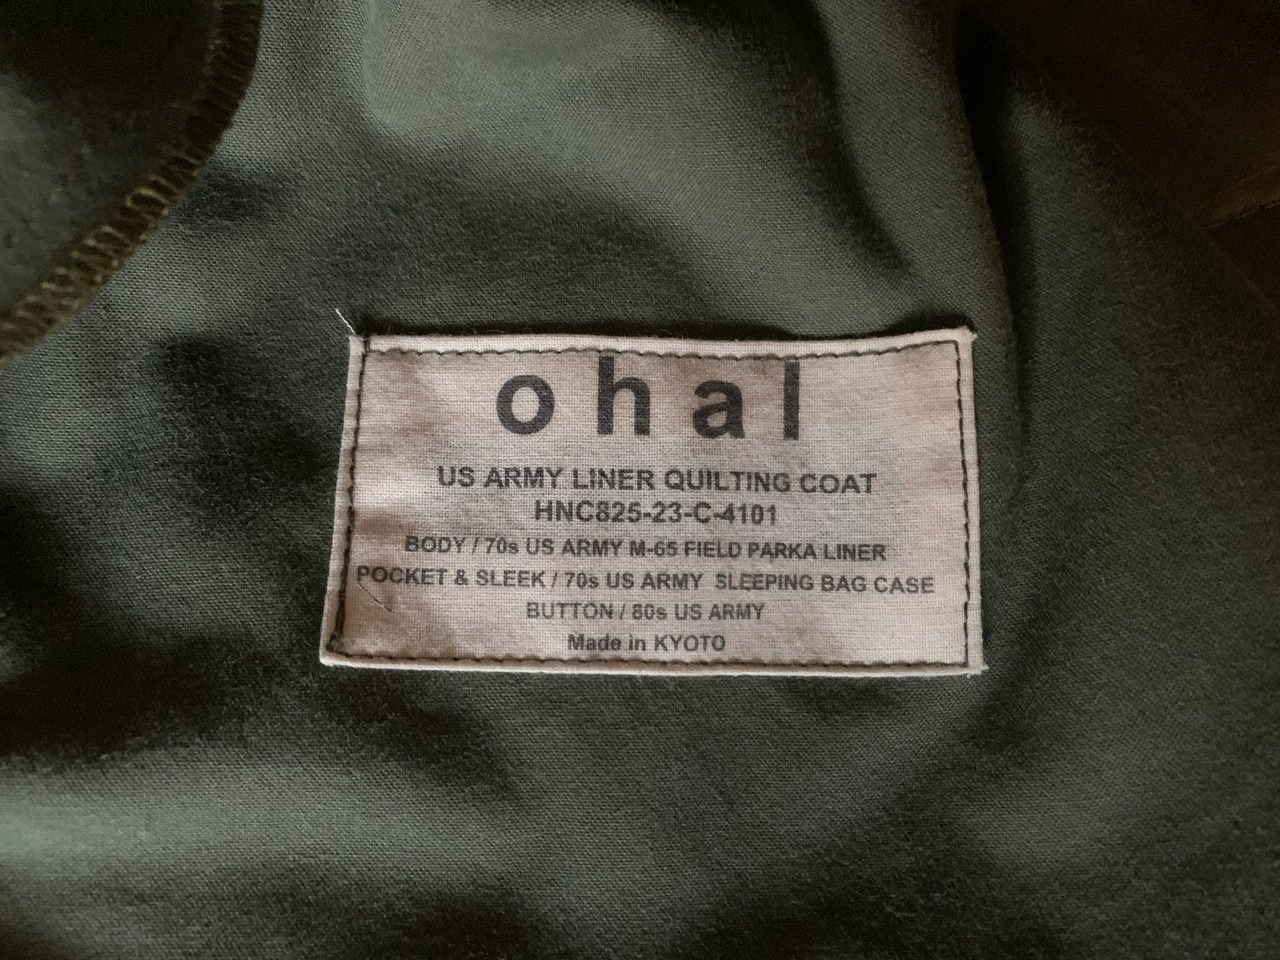 ohal
US ARMY LINER QUILTING COAT
HNC825-23-C-4101
BODY / 70s US ARMY M-65 FIELD PARKA LINER
POCKET & SLEEK / 70s US ARMY SLEEPING BAG CASE
BUTTON / 80s US ARMY
Made in KYOTO